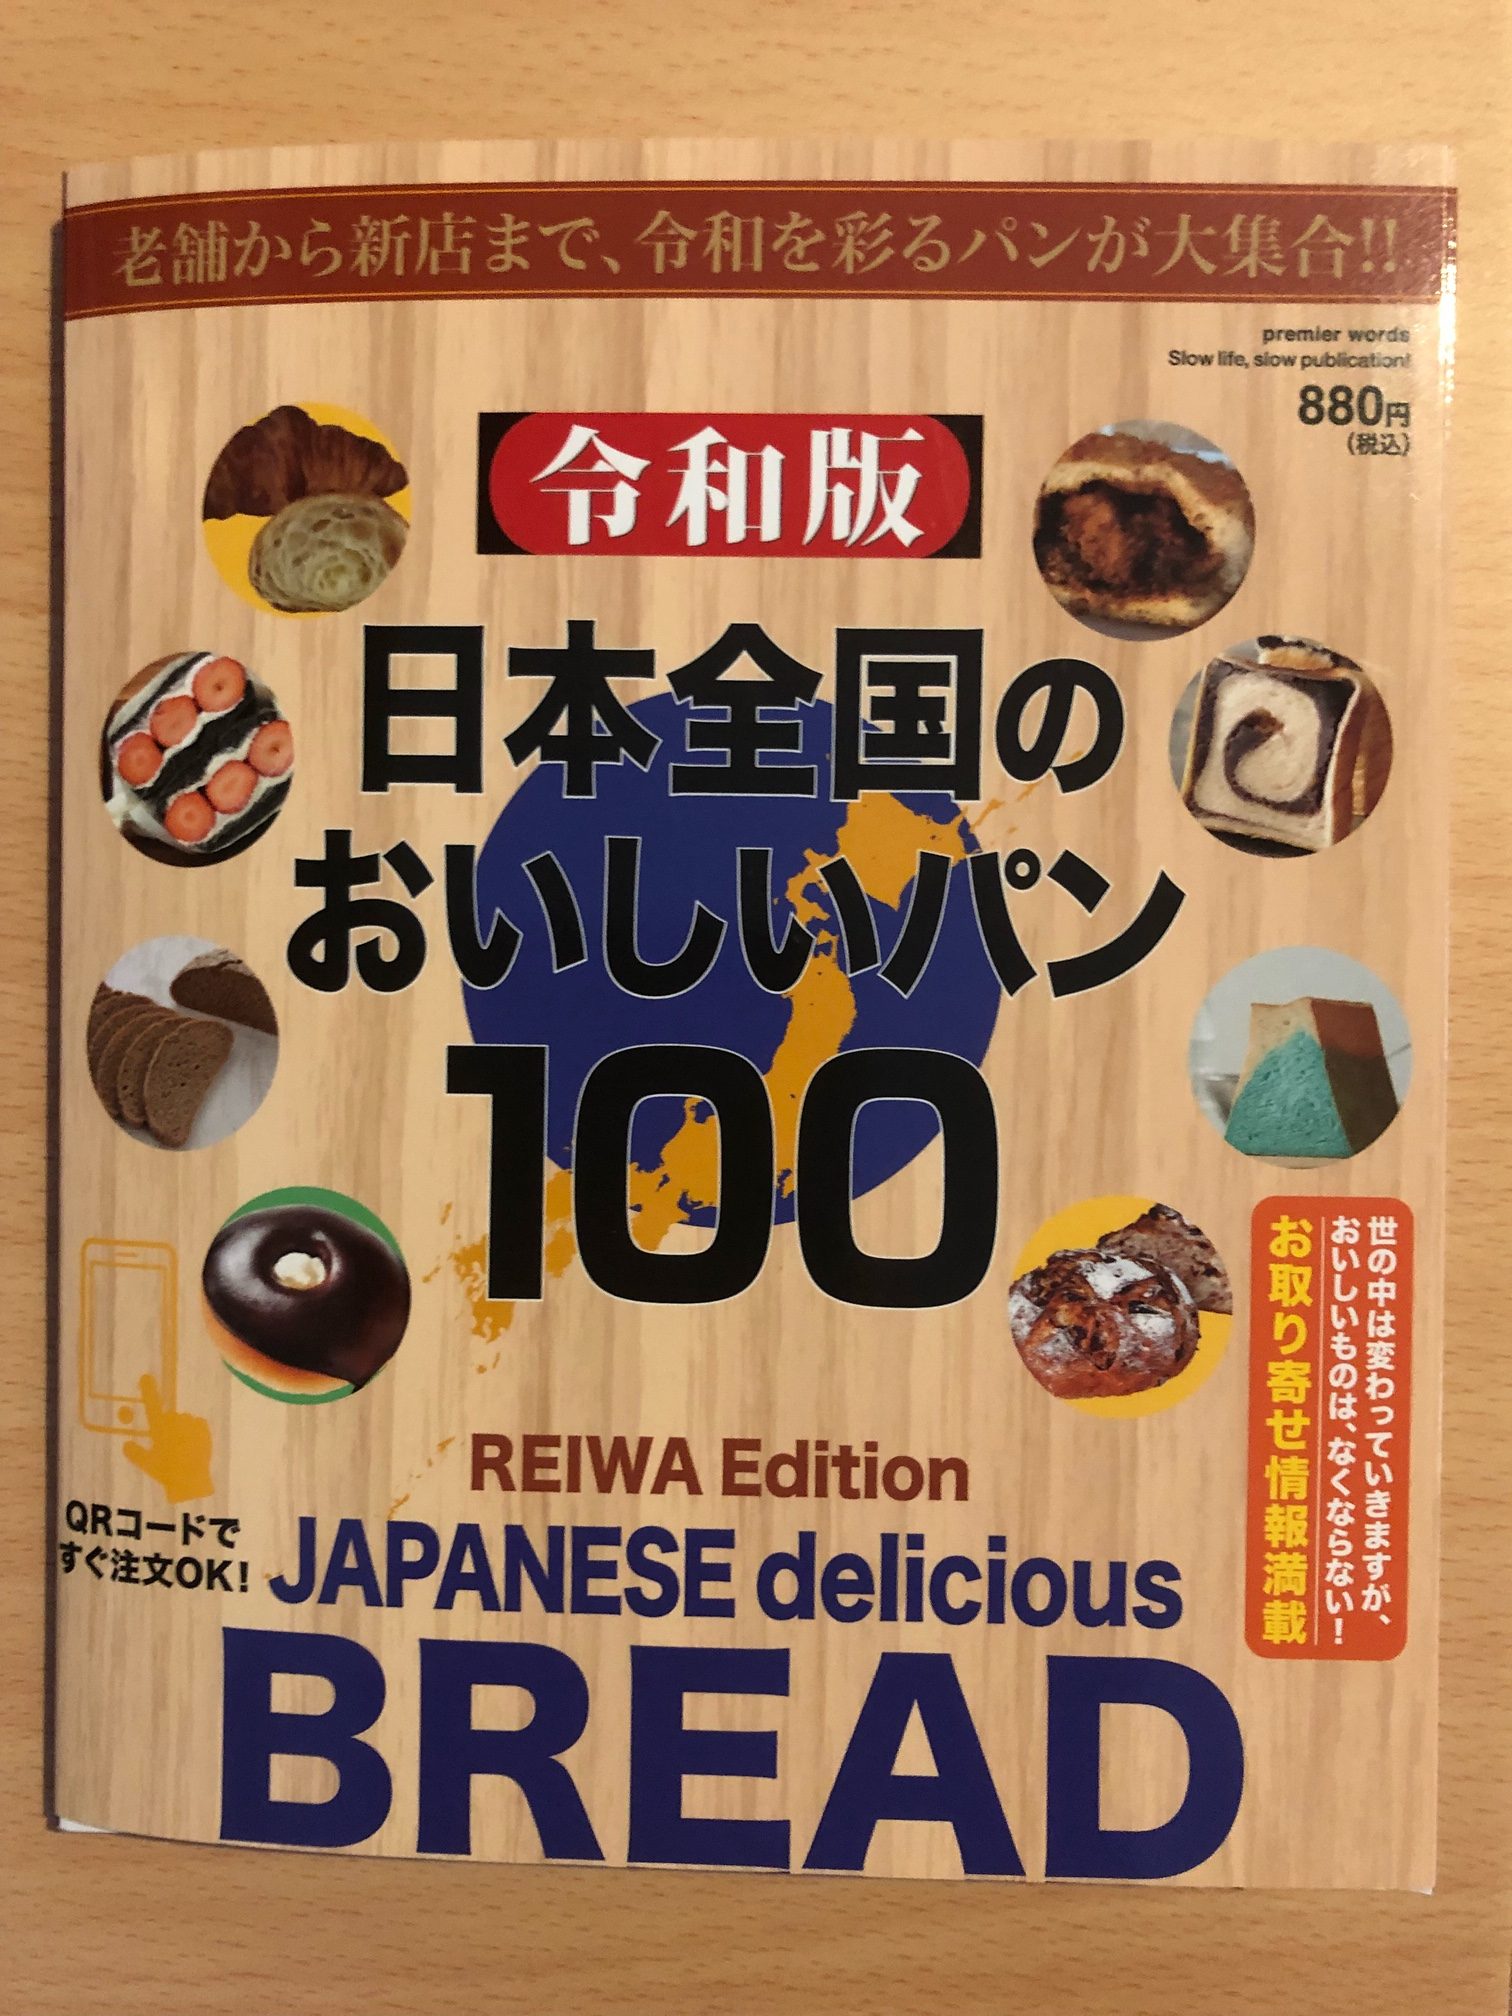 老舗から新店まで、令和を彩るパンが大集合!!
premier words
Slow life, slow publication!
880円
(税込)
令和版
日本全国の
おいしいパン
100
世の中は変わっていきますが、
おいしいものは、なくならない!
お取り寄せ情報満載
QRコードで
すぐ注文OK!
REIWA Edition
JAPANESE delicious
BREAD